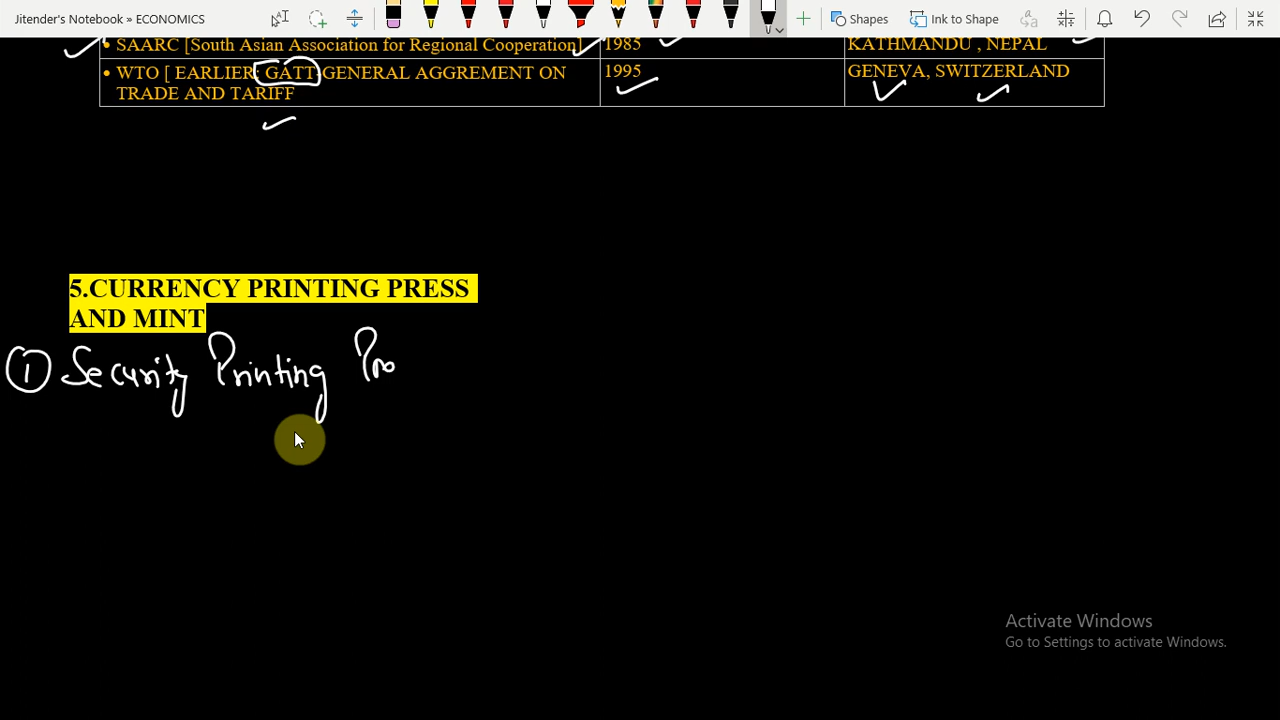 Jitender's Notebook » ECONOMICS
Shapes
Ink to Shape
• SAARC [South Asian Association for Regional Cooperation] 1985 KATHMANDU , NEPAL
• WTO [ EARLIER: GATT-GENERAL AGGREMENT ON 1995 GENEVA, SWITZERLAND
TRADE AND TARIFF
5.CURRENCY PRINTING PRESS
AND MINT
① Security Printing Pre
Activate Windows
Go to Settings to activate Windows.